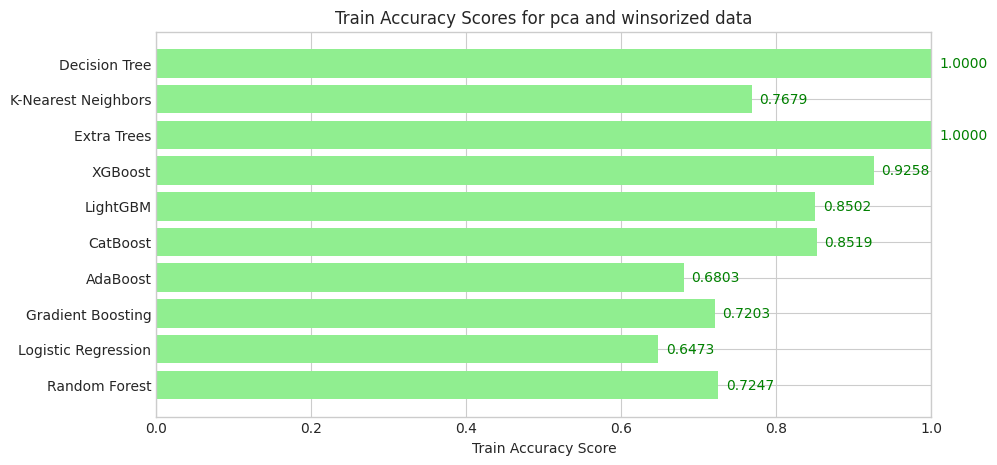 Train Accuracy Scores for pca and winsorized data
Decision Tree 1.0000
K-Nearest Neighbors 0.7679
Extra Trees 1.0000
XGBoost 0.9258
LightGBM 0.8502
CatBoost 0.8519
AdaBoost 0.6803
Gradient Boosting 0.7203
Logistic Regression 0.6473
Random Forest 0.7247
0.0 0.2 0.4 0.6 0.8 1.0
Train Accuracy Score